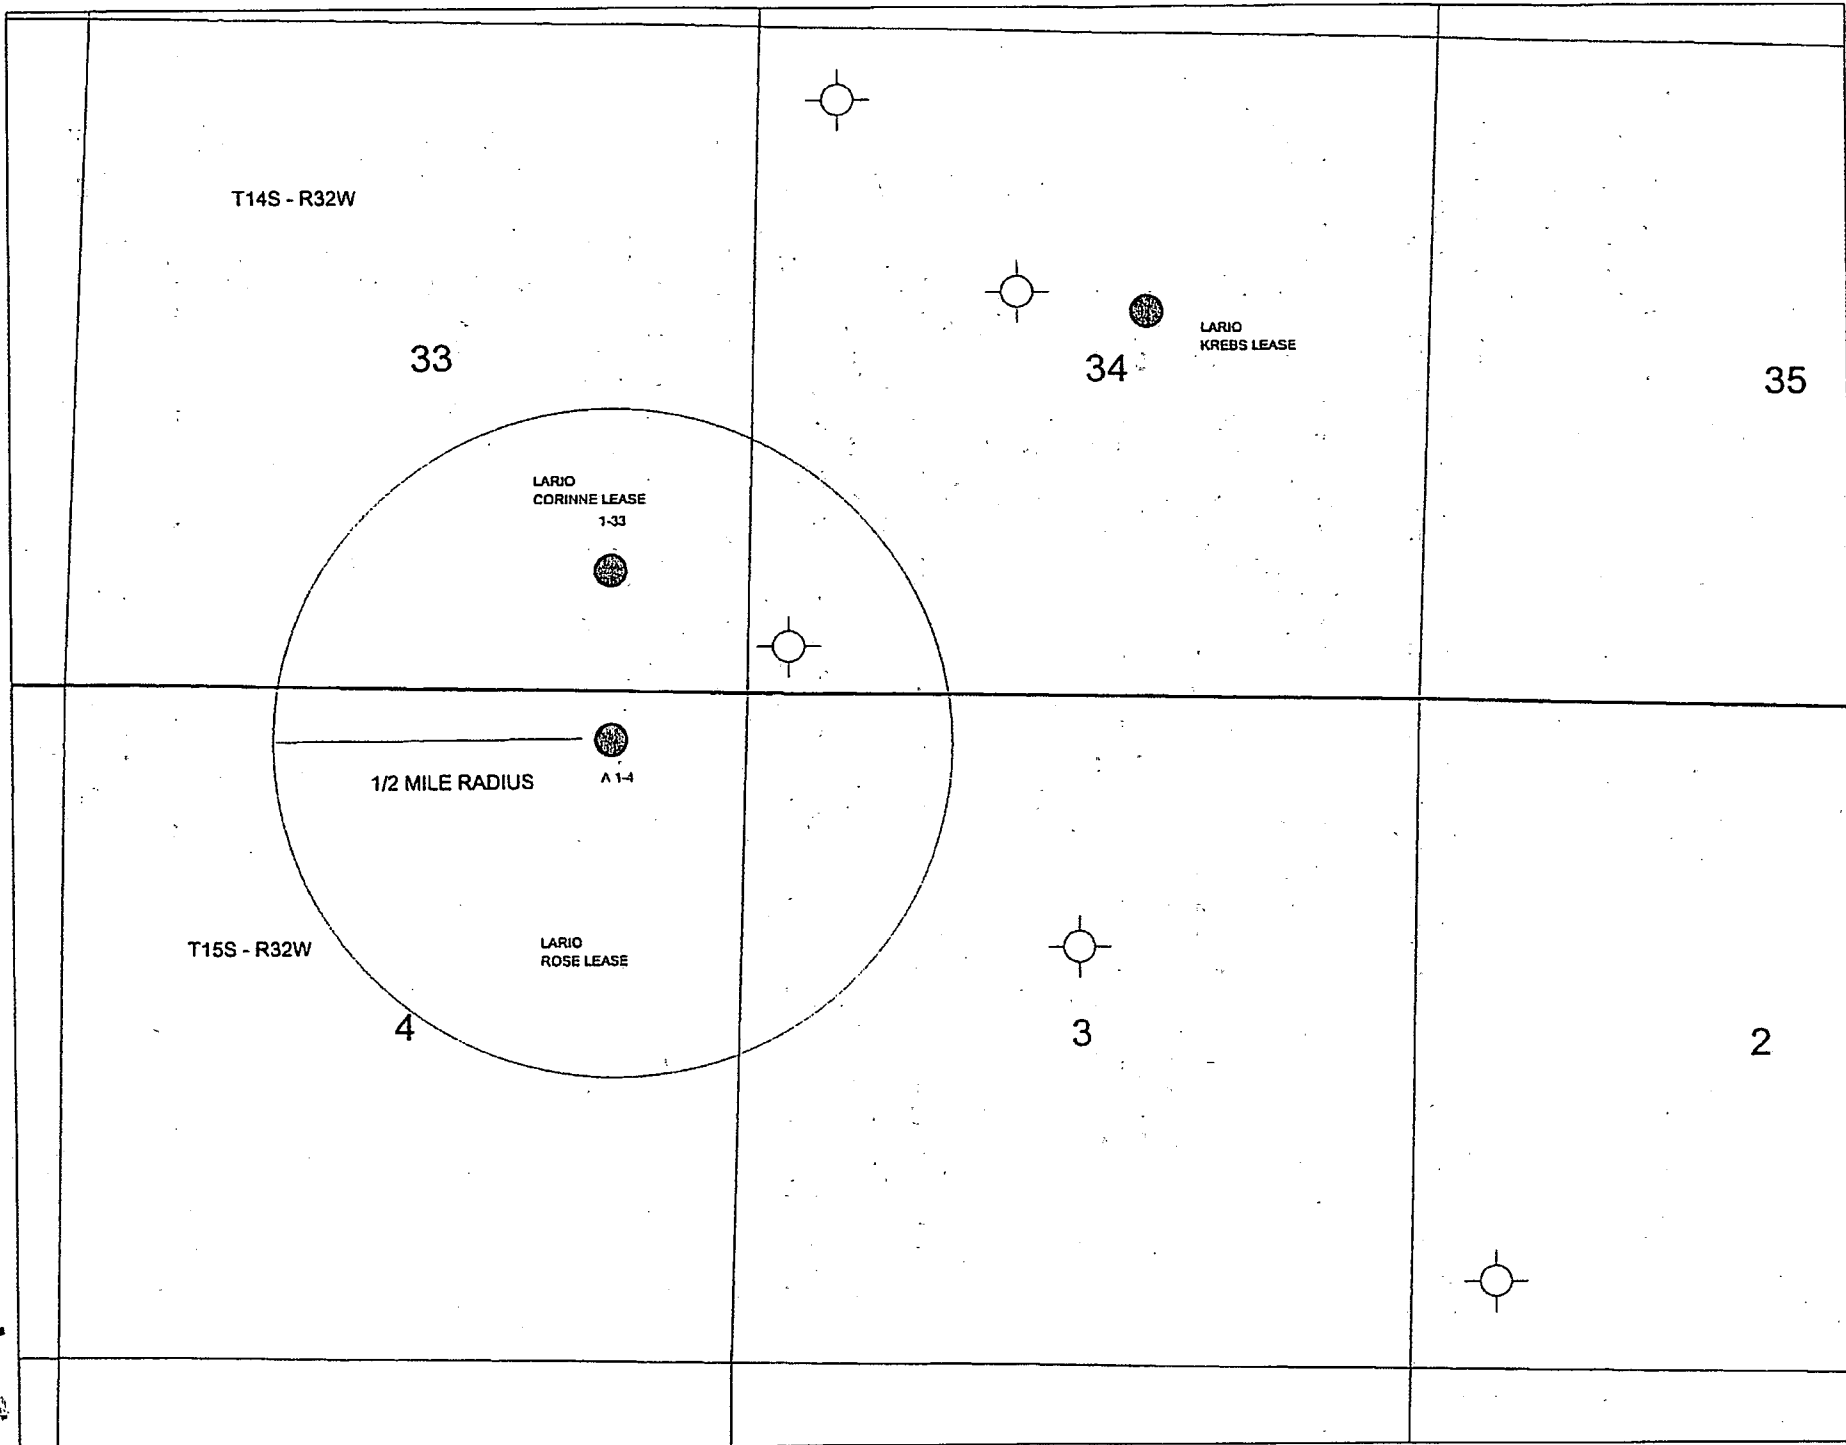 T14S - R32W
33
34
35
LARIO
KREBS LEASE
LARIO
CORINNE LEASE
1-33
1/2 MILE RADIUS
A 1-4
T15S - R32W
LARIO
ROSE LEASE
4
3
2